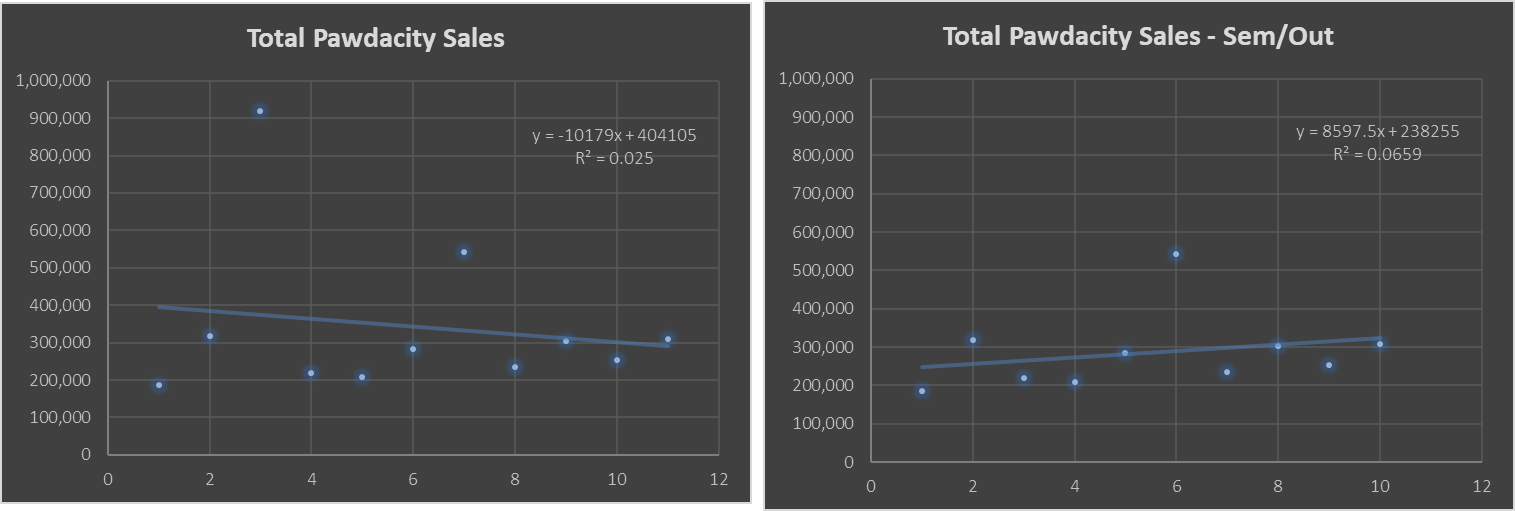 Total Pawdacity Sales
1,000,000
900,000
800,000
700,000
600,000
500,000
400,000
300,000
200,000
100,000
0
y = -10179x + 404105
R² = 0.025
0 2 4 6 8 10 12
Total Pawdacity Sales - Sem/Out
1,000,000
900,000
800,000
700,000
600,000
500,000
400,000
300,000
200,000
100,000
0
y = 8597.5x + 238255
R² = 0.0659
0 2 4 6 8 10 12